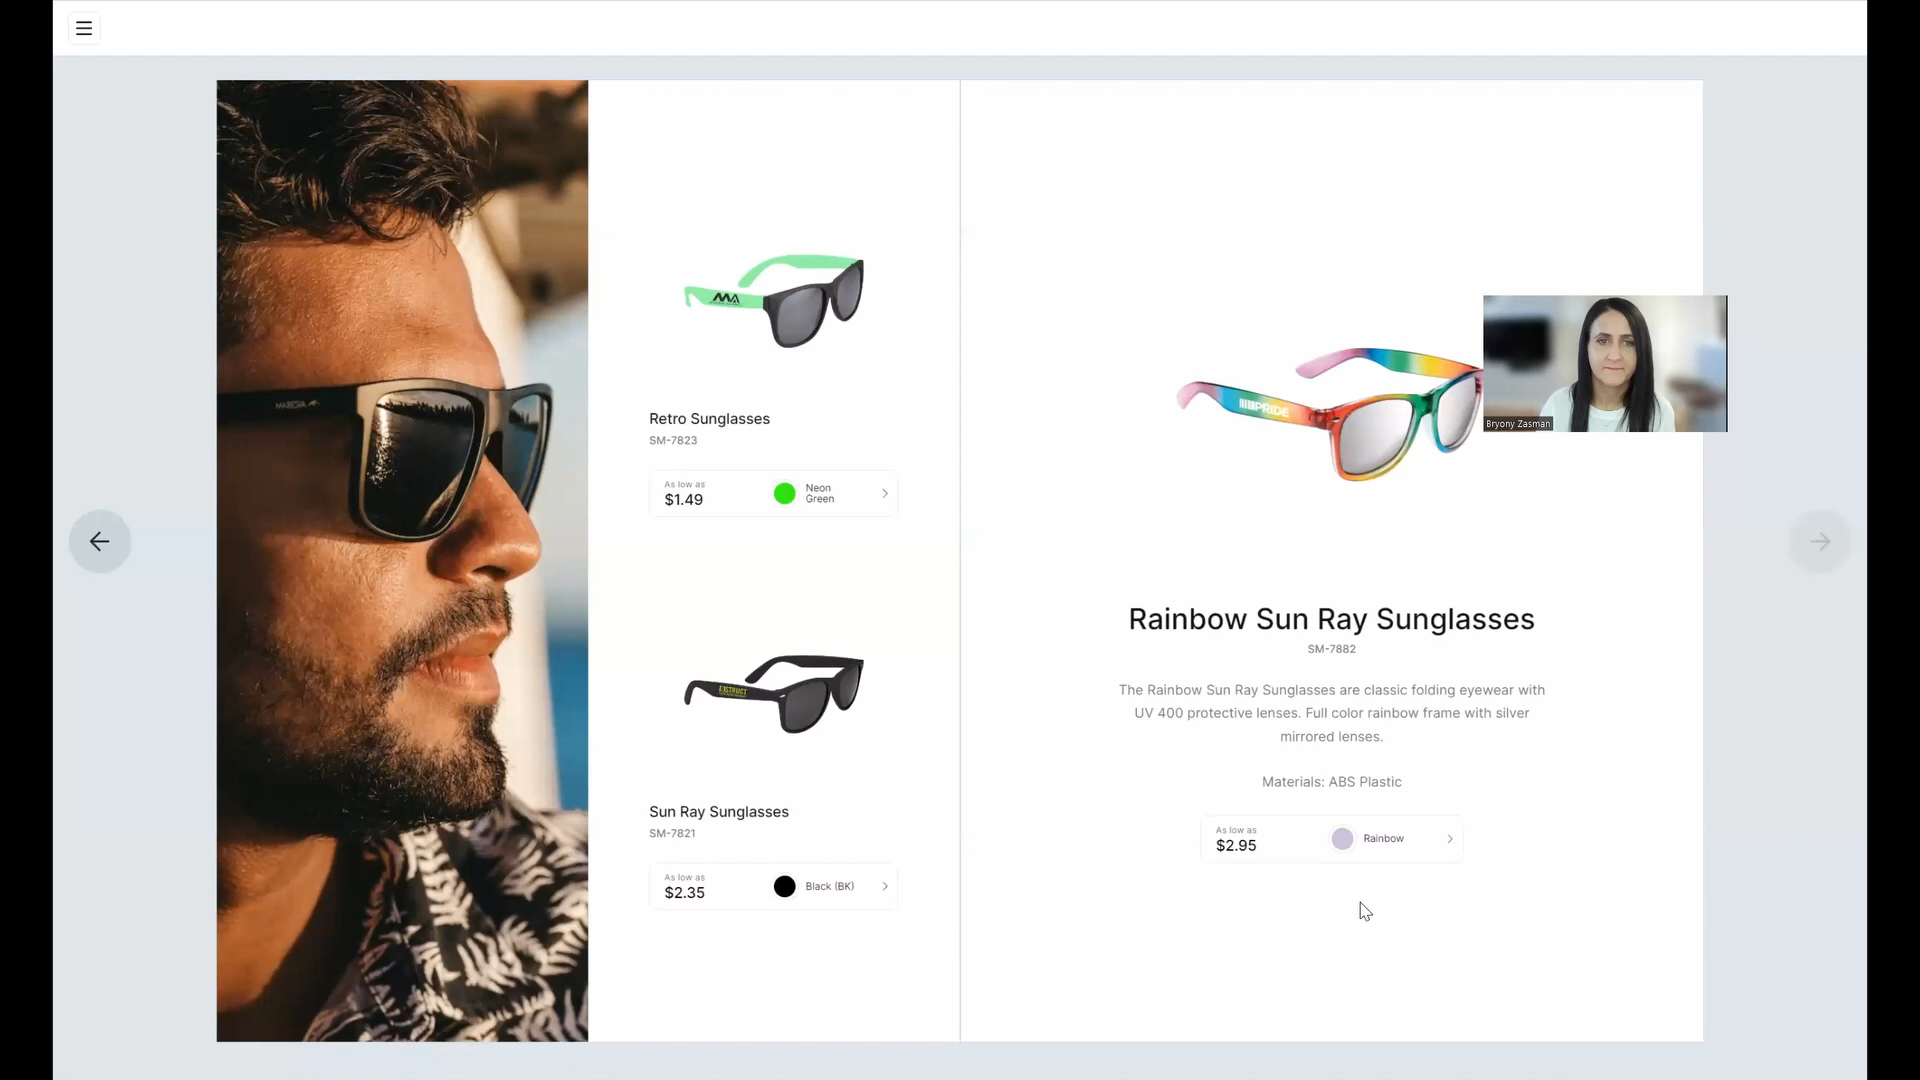 MARESIA
Retro Sunglasses
SM-7823
As low as
$1.49
Neon
Green
INSTRUCT
Sun Ray Sunglasses
SM-7821
As low as
$2.35
Black (BK)
PRIDE
Bryony Zasman
Rainbow Sun Ray Sunglasses
SM-7882
The Rainbow Sun Ray Sunglasses are classic folding eyewear with
UV 400 protective lenses. Full color rainbow frame with silver
mirrored lenses.
Materials: ABS Plastic
As low as
$2.95
Rainbow